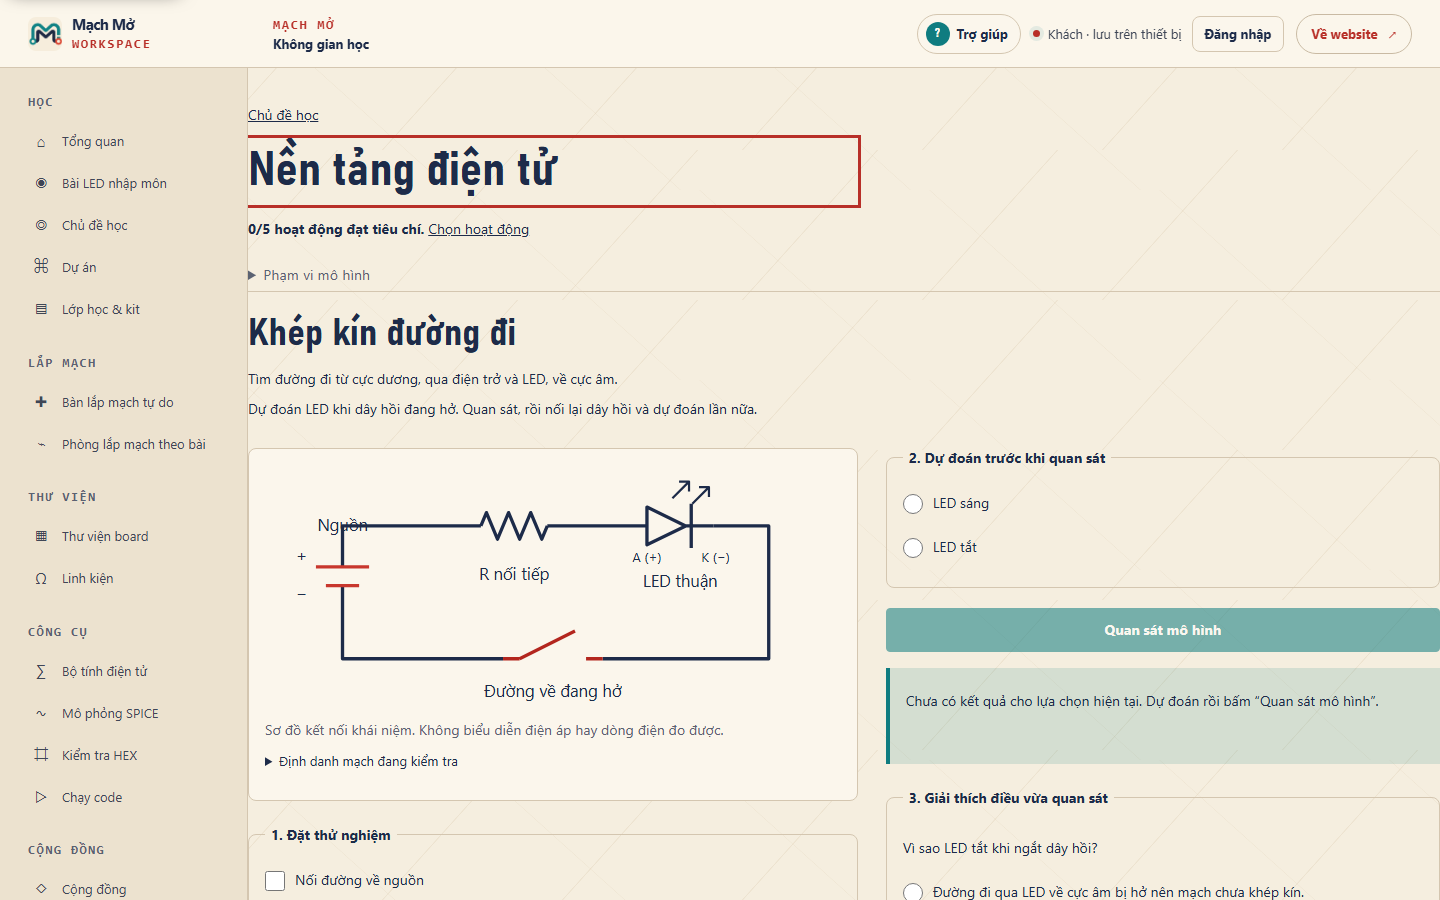 Mạch Mở
WORKSPACE
MẠCH MỞ
Không gian học
? Trợ giúp
Khách · lưu trên thiết bị
Đăng nhập
Về website ↗
HỌC
Tổng quan
Bài LED nhập môn
Chủ đề học
Dự án
Lớp học & kit
LẮP MẠCH
Bàn lắp mạch tự do
Phòng lắp mạch theo bài
THƯ VIỆN
Thư viện board
Linh kiện
CÔNG CỤ
Bộ tính điện tử
Mô phỏng SPICE
Kiểm tra HEX
Chạy code
CỘNG ĐỒNG
Cộng đồng
Chủ đề học
Nền tảng điện tử
0/5 hoạt động đạt tiêu chí. Chọn hoạt động
Phạm vi mô hình
Khép kín đường đi
Tìm đường đi từ cực dương, qua điện trở và LED, về cực âm.
Dự đoán LED khi dây hồi đang hở. Quan sát, rồi nối lại dây hồi và dự đoán lần nữa.
Nguồn
+
−
R nối tiếp
A (+)
K (−)
LED thuận
Đường về đang hở
Sơ đồ kết nối khái niệm. Không biểu diễn điện áp hay dòng điện đo được.
Định danh mạch đang kiểm tra
1. Đặt thử nghiệm
Nối đường về nguồn
2. Dự đoán trước khi quan sát
LED sáng
LED tắt
Quan sát mô hình
Chưa có kết quả cho lựa chọn hiện tại. Dự đoán rồi bấm “Quan sát mô hình”.
3. Giải thích điều vừa quan sát
Vì sao LED tắt khi ngắt dây hồi?
Đường đi qua LED về cực âm bị hở nên mạch chưa khép kín.